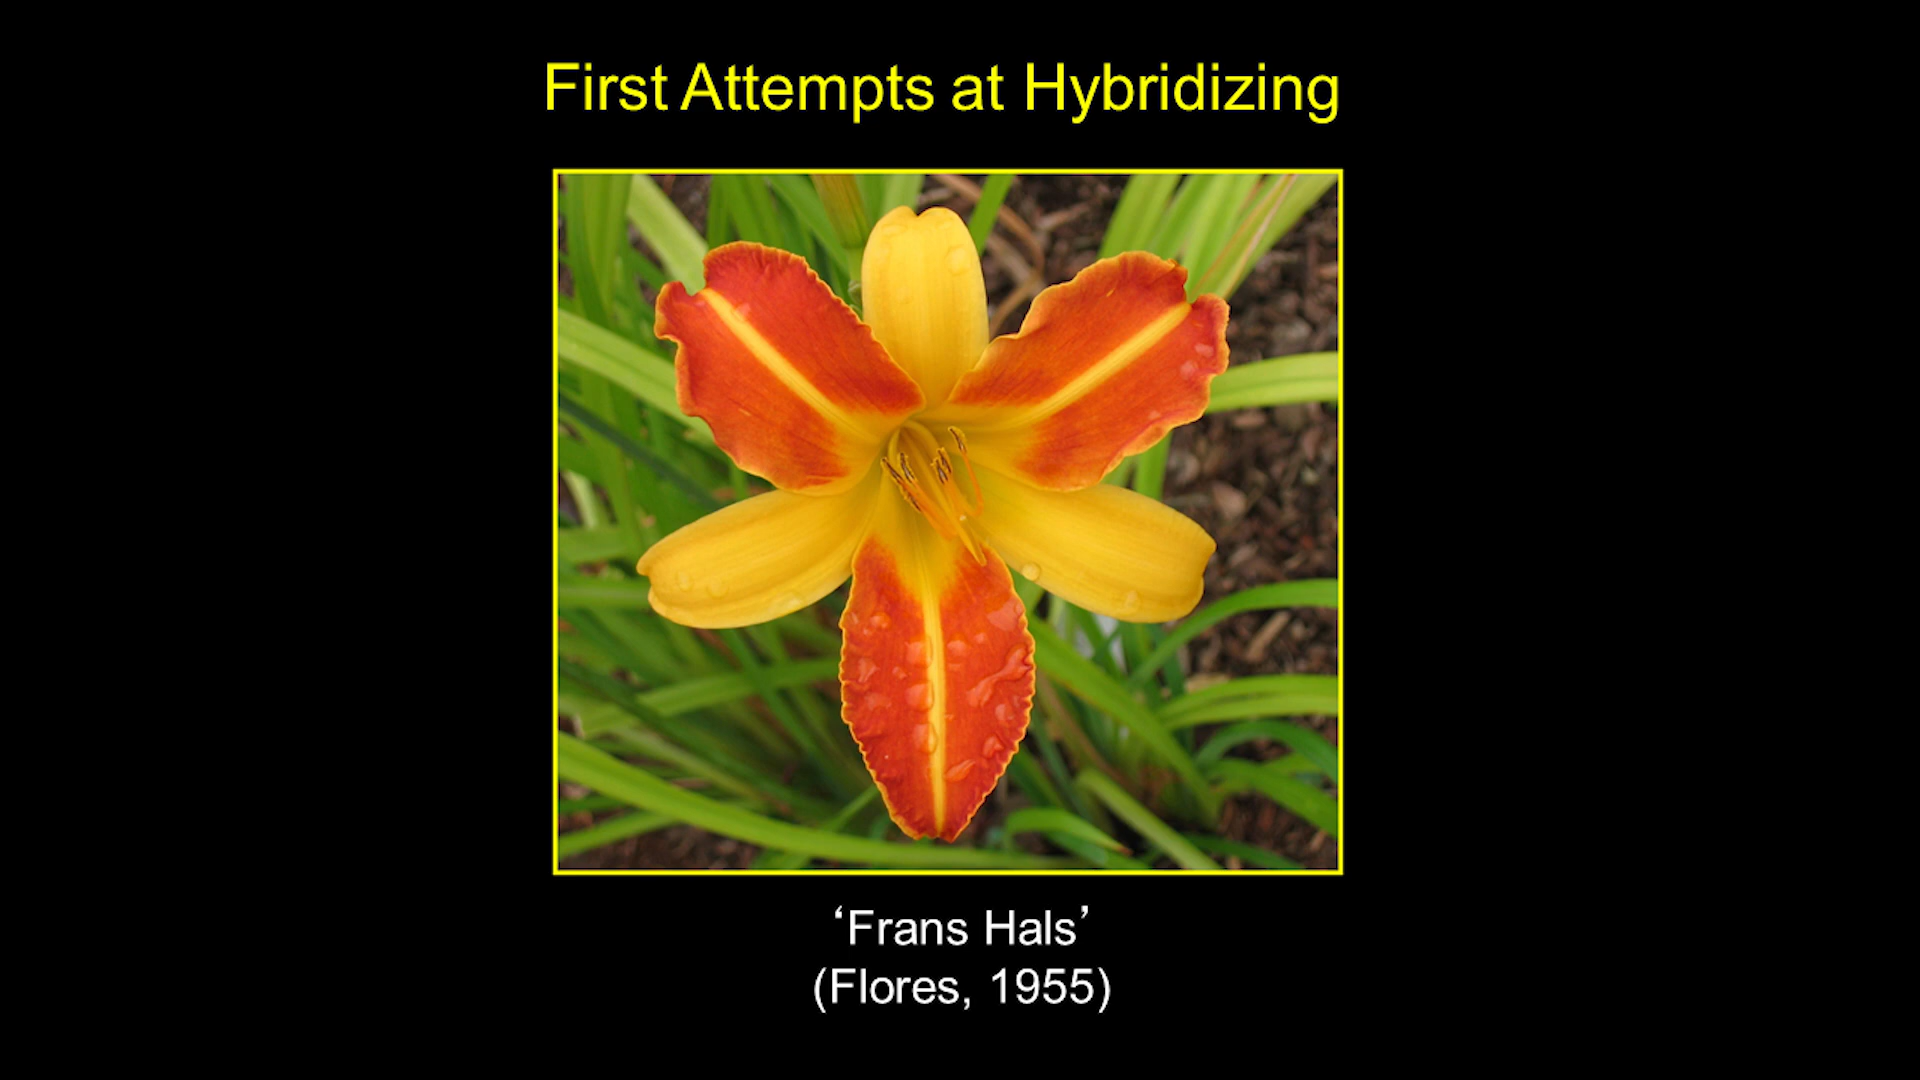 First Attempts at Hybridizing
‘Frans Hals’
(Flores, 1955)